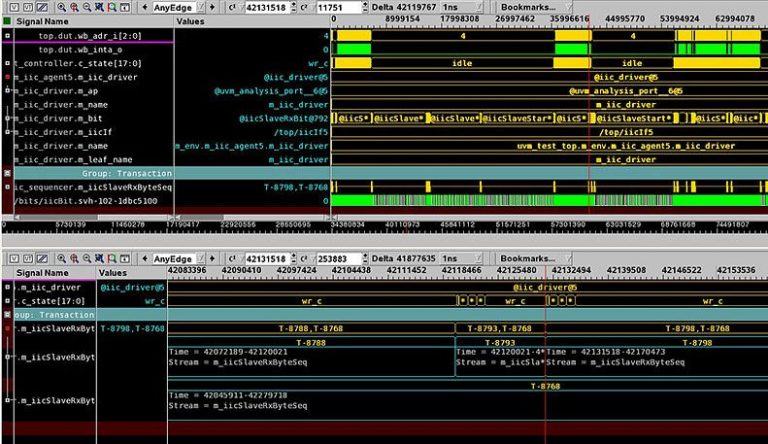 AnyEdge 42131518 11751 Delta 42119767 1ns Bookmarks...
Signal Name Values 0 8999154 17998308 26997462 35996616 44995770 53994924 62994078
top.dut.wb_adr_i[2:0] 4 4 4
top.dut.wb_inta_o 0
t_controller.c_state[17:0] wr_c idle idle
m_iic_agent5.m_iic_driver @iic_driver@5 @iic_driver@5
m_iic_driver.m_ap @uvm_analysis_port__6@5 @uvm_analysis_port__6@5
m_iic_driver.m_name m_iic_driver m_iic_driver
m_iic_driver.m_bit @iicSlaveRxBit@792 @iicS* @iicSlave* @iicSlave* @iicSlaveStar* @iicS* @iicSlaveStart* @iicS*
m_iic_driver.m_iicIf /top/iicIf5 /top/iicIf5
m_iic_driver.m_name m_env.m_iic_agent5.m_iic_driver uvm_test_top.m_env.m_iic_agent5.m_iic_driver
m_iic_driver.m_leaf_name m_iic_driver m_iic_driver
Group: Transaction
ic_sequencer.m_iicSlaveRxByteSeq T-8798,T-8768
/bits/iicBit.svh-102-1dbc5100 0
0 5730139 11460278 17190417 22920556 28650695 34380834 40110973 45841112 51571251 57301390 63031529 68761668 74491807
AnyEdge 42131518 253883 Delta 41877635 1ns Bookmarks...
Signal Name Values 42083396 42090410 42097424 42104438 42111452 42118466 42125480 42132494 42139508 42146522 42153536
.m_iic_driver @iic_driver@5 @iic_driver@5
r.c_state[17:0] wr_c wr_c * * * wr_c * * * wr_c
oup: Transaction
.m_iicSlaveRxByt T-8798,T-8768 T-8788,T-8768 T-8793,T-8768 T-8798,T-8768
T-8788 T-8793 T-8798
.m_iicSlaveRxByt Time = 42072189-42120021 Time = 42120021-4* Time = 42131518-42170473
Stream = m_iicSlaveRxByteSeq Stream = m_iicSla* Stream = m_iicSlaveRxByteSeq
T-8768
.m_iicSlaveRxByt Time = 42045911-42279718
Stream = m_iicSlaveRxByteSeq